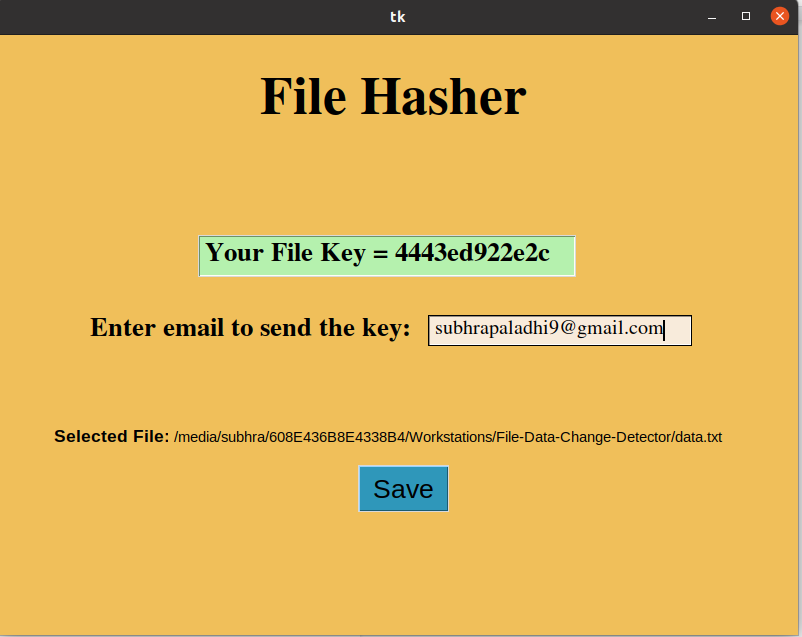 tk
File Hasher
Your File Key = 4443ed922e2c
Enter email to send the key: subhrapaladhi9@gmail.com
Selected File: /media/subhra/608E436B8E4338B4/Workstations/File-Data-Change-Detector/data.txt
Save